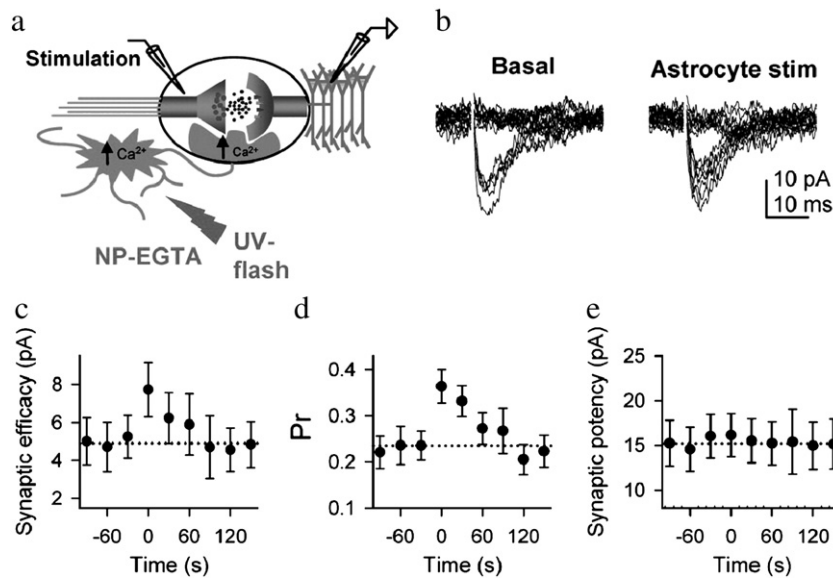 a
Stimulation
Ca2+
Ca2+
NP-EGTA
UV-
flash
b
Basal
Astrocyte stim
10 pA
10 ms
c
Synaptic efficacy (pA)
8
6
4
2
-60 0 60 120
Time (s)
d
Pr
0.4
0.3
0.2
0.1
-60 0 60 120
Time (s)
e
Synaptic potency (pA)
25
20
15
10
-60 0 60 120
Time (s)